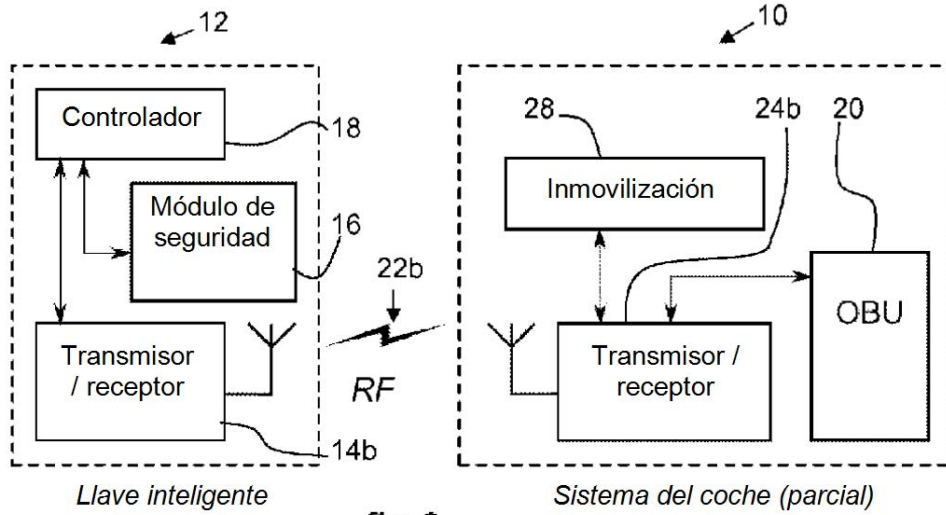 12
10
Controlador
18
Módulo de
seguridad
16
Transmisor
/ receptor
14b
22b
RF
28
24b
20
Inmovilización
OBU
Transmisor /
receptor
Llave inteligente
Sistema del coche (parcial)